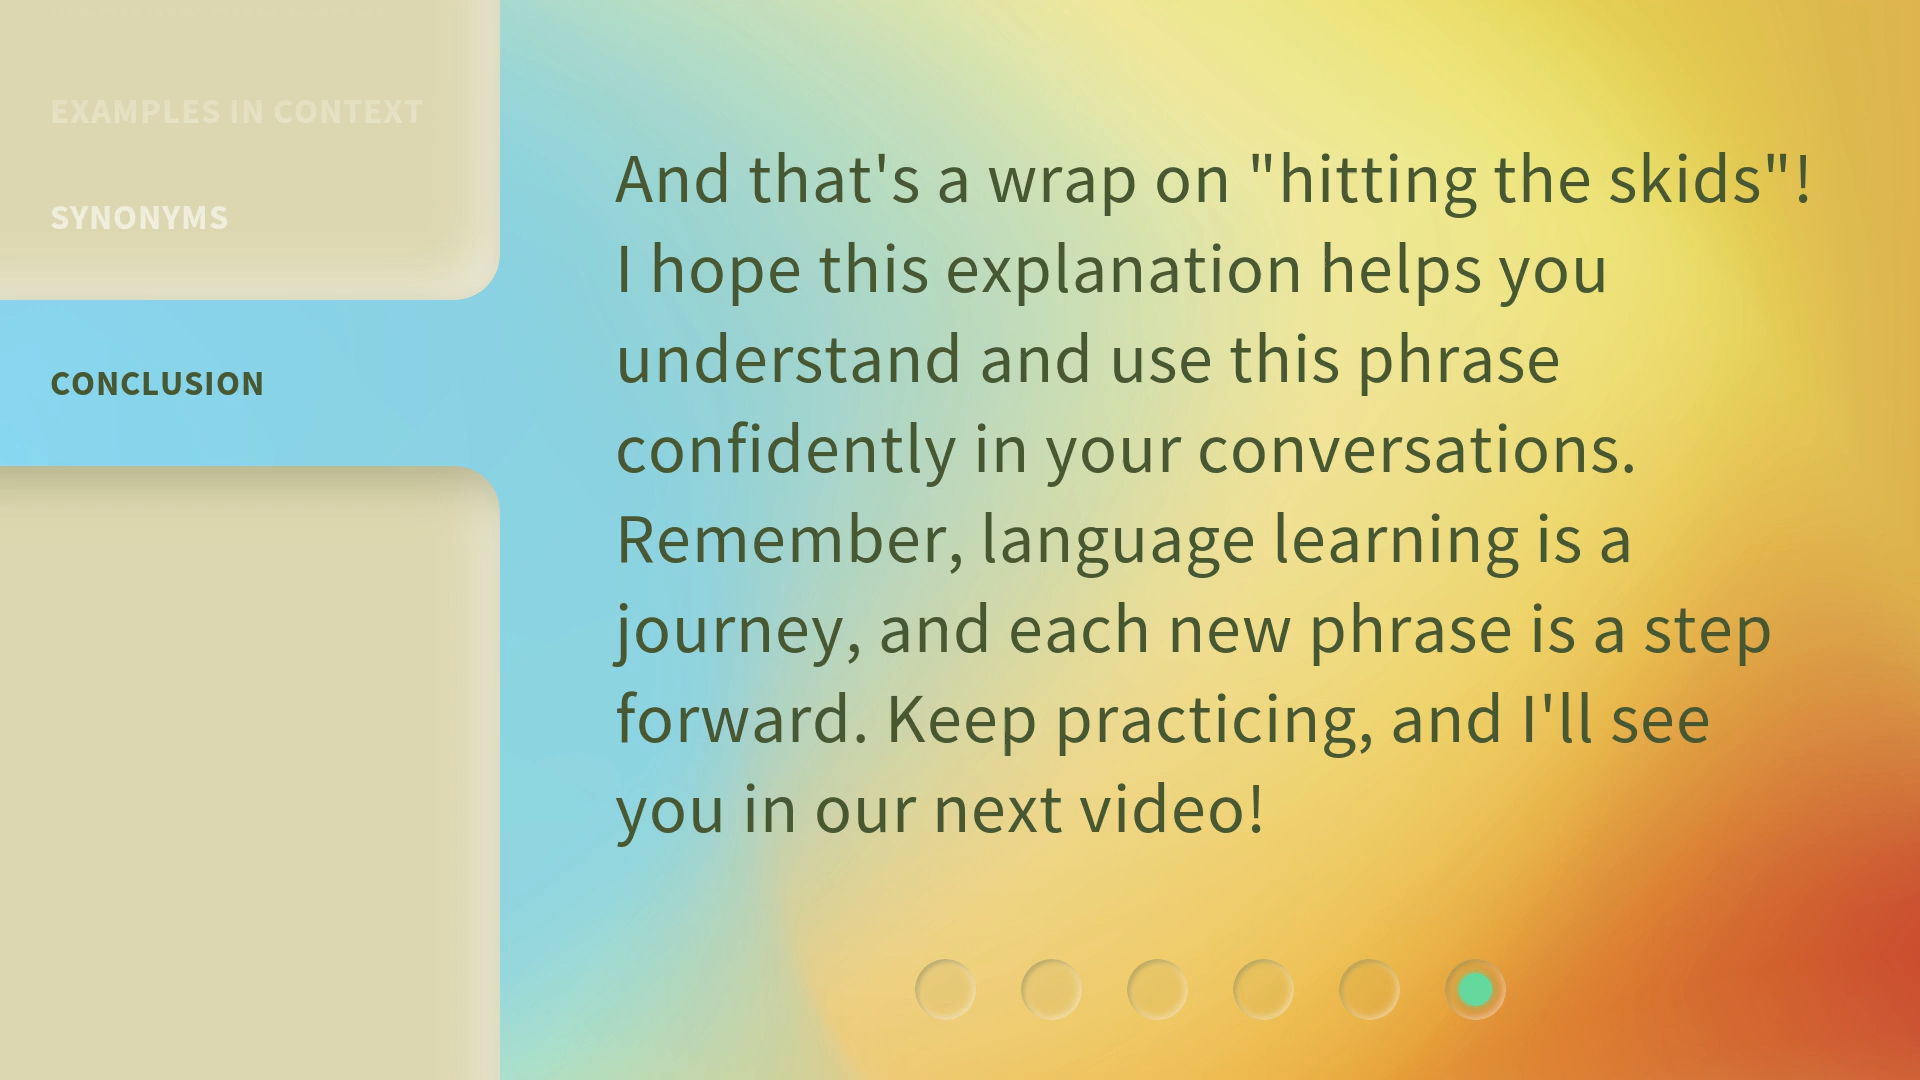 EXAMPLES IN CONTEXT
SYNONYMS
CONCLUSION
And that's a wrap on "hitting the skids"!
I hope this explanation helps you
understand and use this phrase
confidently in your conversations.
Remember, language learning is a
journey, and each new phrase is a step
forward. Keep practicing, and I'll see
you in our next video!